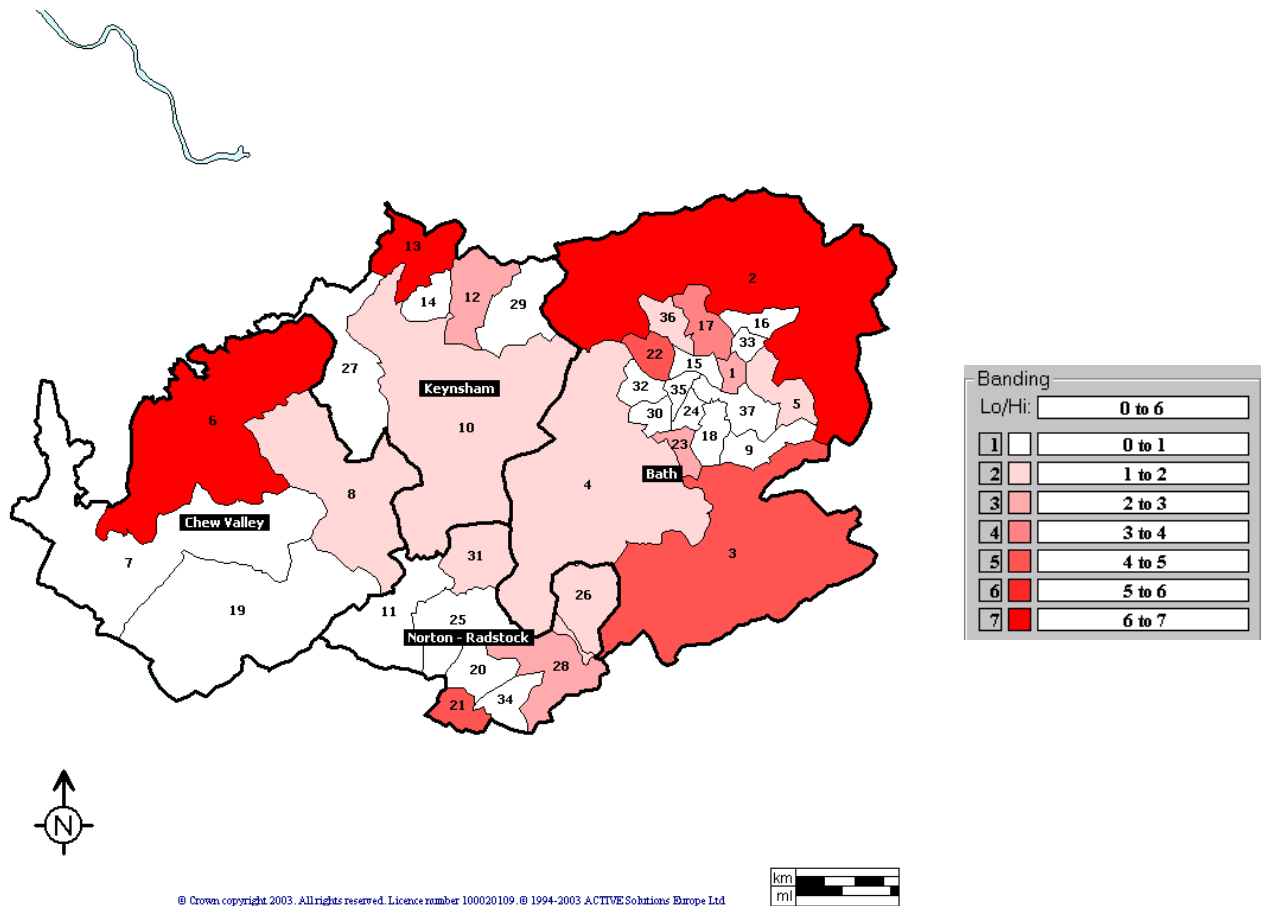 13
2
14
12
29
36
17
16
33
22
15
1
27
Keynsham
32
35
5
6
30
24
37
10
18
23
9
Bath
4
8
Chew Valley
31
3
7
26
19
11
25
Norton - Radstock
20
28
34
21
N
km
ml
© Crown copyright 2003. All rights reserved. Licence number 100020109. © 1994-2003 ACTIVE Solutions Europe Ltd
Banding
Lo/Hi: 0 to 6
1 0 to 1
2 1 to 2
3 2 to 3
4 3 to 4
5 4 to 5
6 5 to 6
7 6 to 7